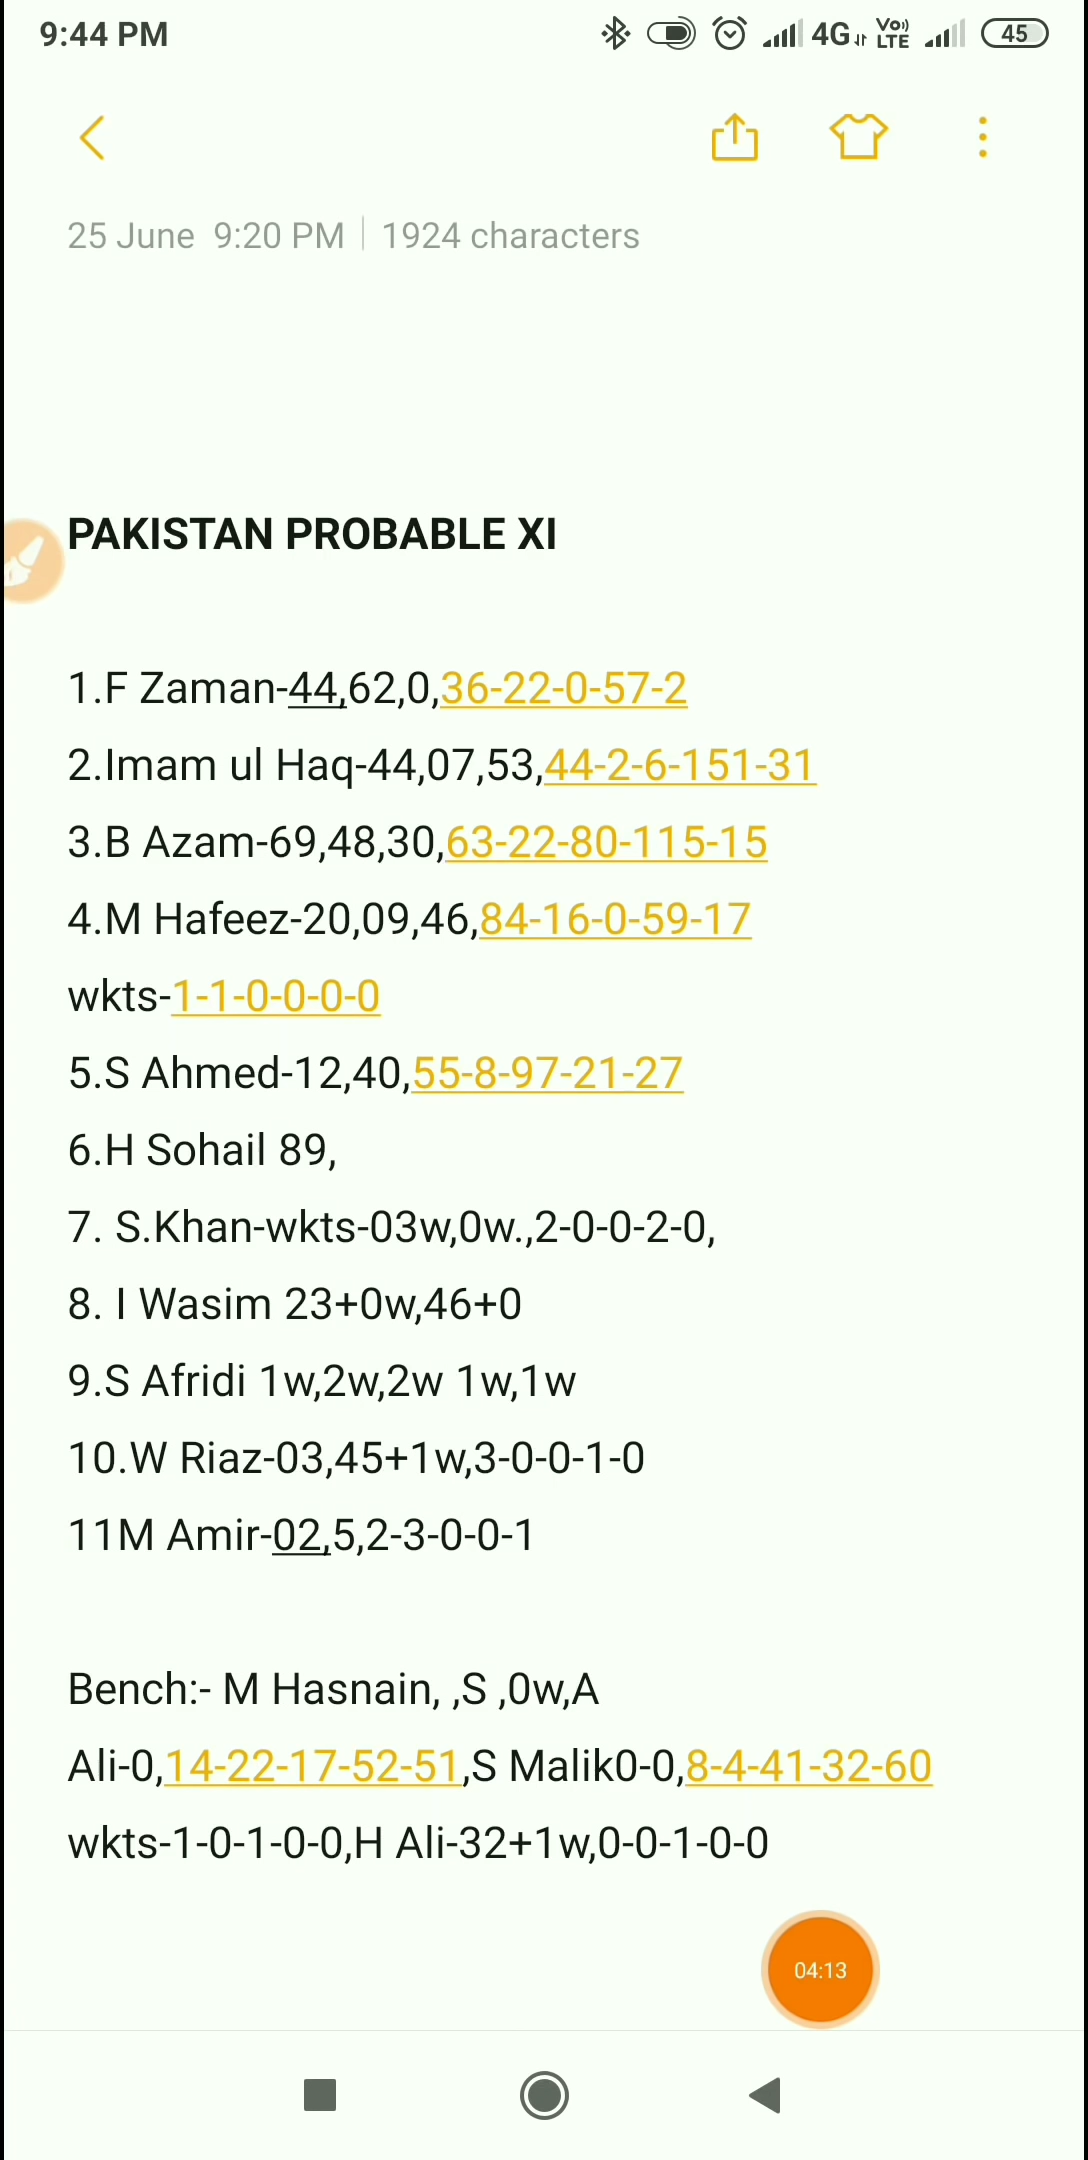 9:44 PM 4G Vo)) LTE 45
25 June 9:20 PM | 1924 characters
PAKISTAN PROBABLE XI
1.F Zaman-44,62,0,36-22-0-57-2
2.Imam ul Haq-44,07,53,44-2-6-151-31
3.B Azam-69,48,30,63-22-80-115-15
4.M Hafeez-20,09,46,84-16-0-59-17
wkts-1-1-0-0-0-0
5.S Ahmed-12,40,55-8-97-21-27
6.H Sohail 89,
7. S.Khan-wkts-03w,0w.,2-0-0-2-0,
8. I Wasim 23+0w,46+0
9.S Afridi 1w,2w,2w 1w,1w
10.W Riaz-03,45+1w,3-0-0-1-0
11M Amir-02,5,2-3-0-0-1
Bench:- M Hasnain, ,S ,0w,A
Ali-0,14-22-17-52-51,S Malik0-0,8-4-41-32-60
wkts-1-0-1-0-0,H Ali-32+1w,0-0-1-0-0
04:13